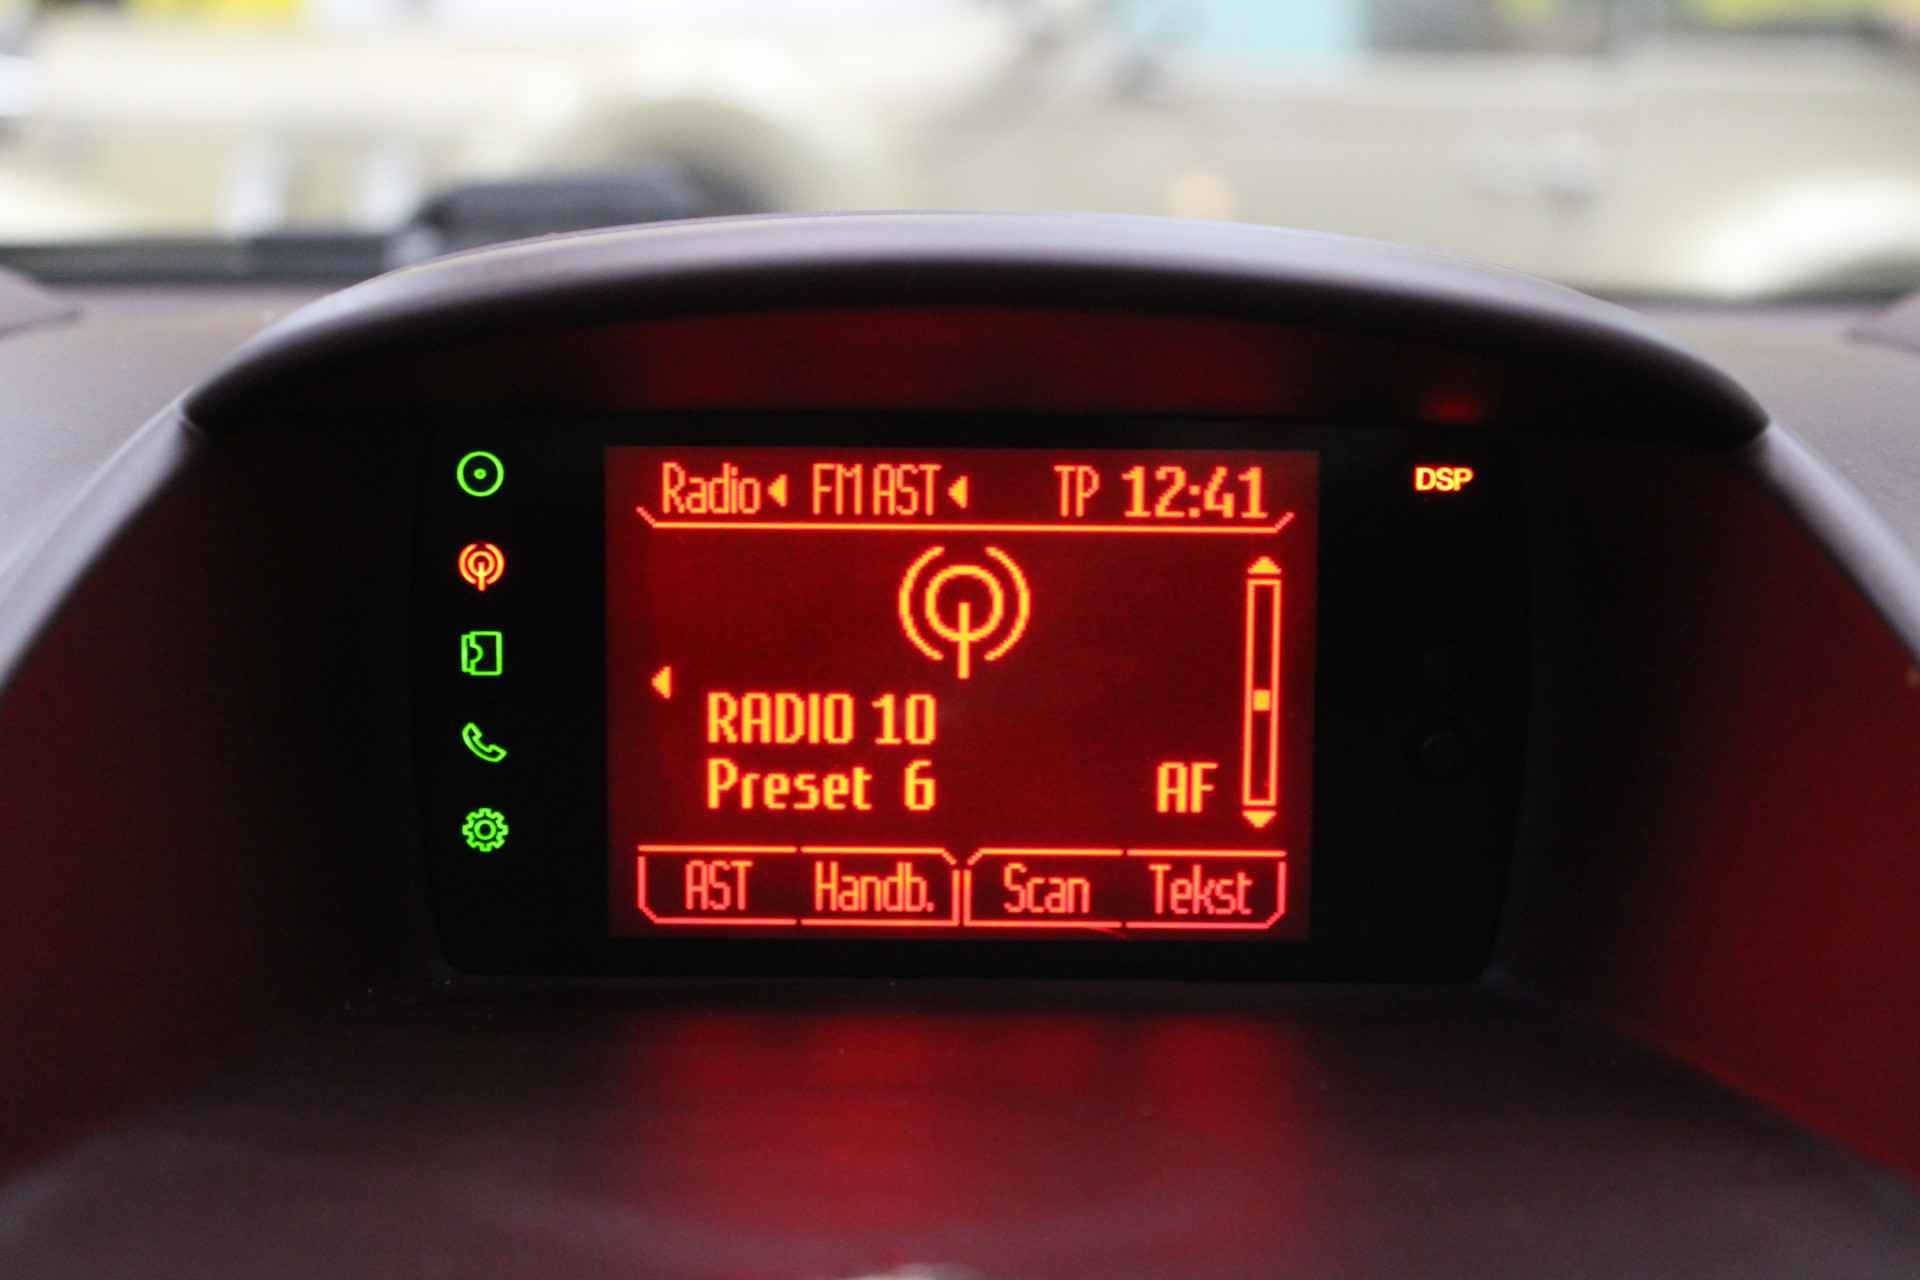 Radio FM AST TP 12:41
DSP
RADIO 10
Preset 6
AF
AST Handb. Scan Tekst